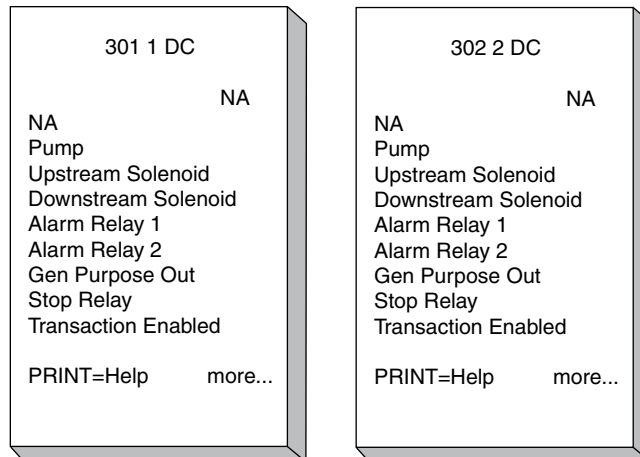 301 1 DC
NA
NA
Pump
Upstream Solenoid
Downstream Solenoid
Alarm Relay 1
Alarm Relay 2
Gen Purpose Out
Stop Relay
Transaction Enabled
PRINT=Help more...
302 2 DC
NA
NA
Pump
Upstream Solenoid
Downstream Solenoid
Alarm Relay 1
Alarm Relay 2
Gen Purpose Out
Stop Relay
Transaction Enabled
PRINT=Help more...